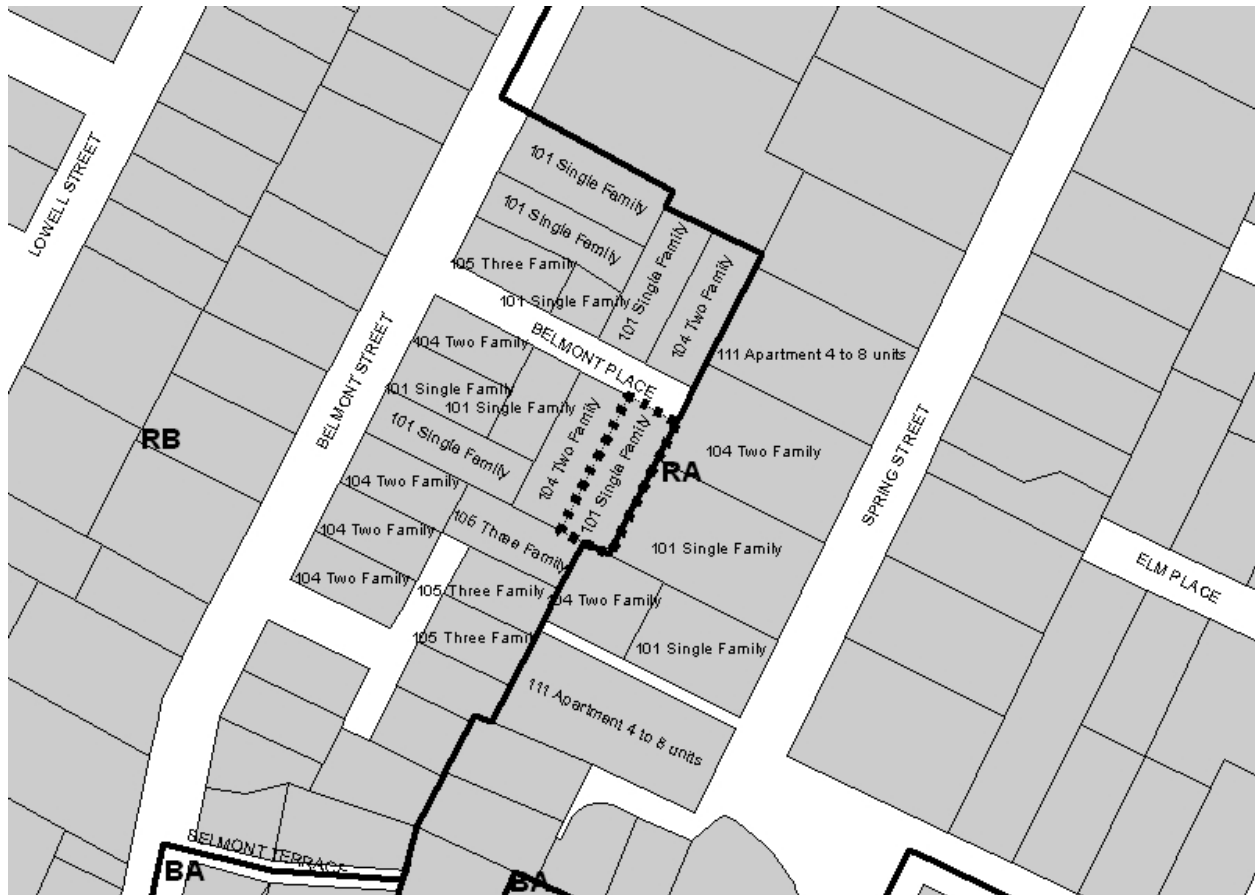 101 Single Family
LOWELL STREET
101 Single Family
105 Three Family
101 Single Family
101 Single Family
104 Two Family
BELMONT PLACE
111 Apartment 4 to 8 units
104 Two Family
BELMONT STREET
101 Single Family
101 Single Family
101 Single Family
104 Two Family
101 Single Family
RB
RA
104 Two Family
SPRING STREET
104 Two Family
105 Three Family
104 Two Family
101 Single Family
104 Two Family
105 Three Family
104 Two Family
ELM PLACE
105 Three Family
101 Single Family
111 Apartment 4 to 8 units
BELMONT TERRACE
BA
BA